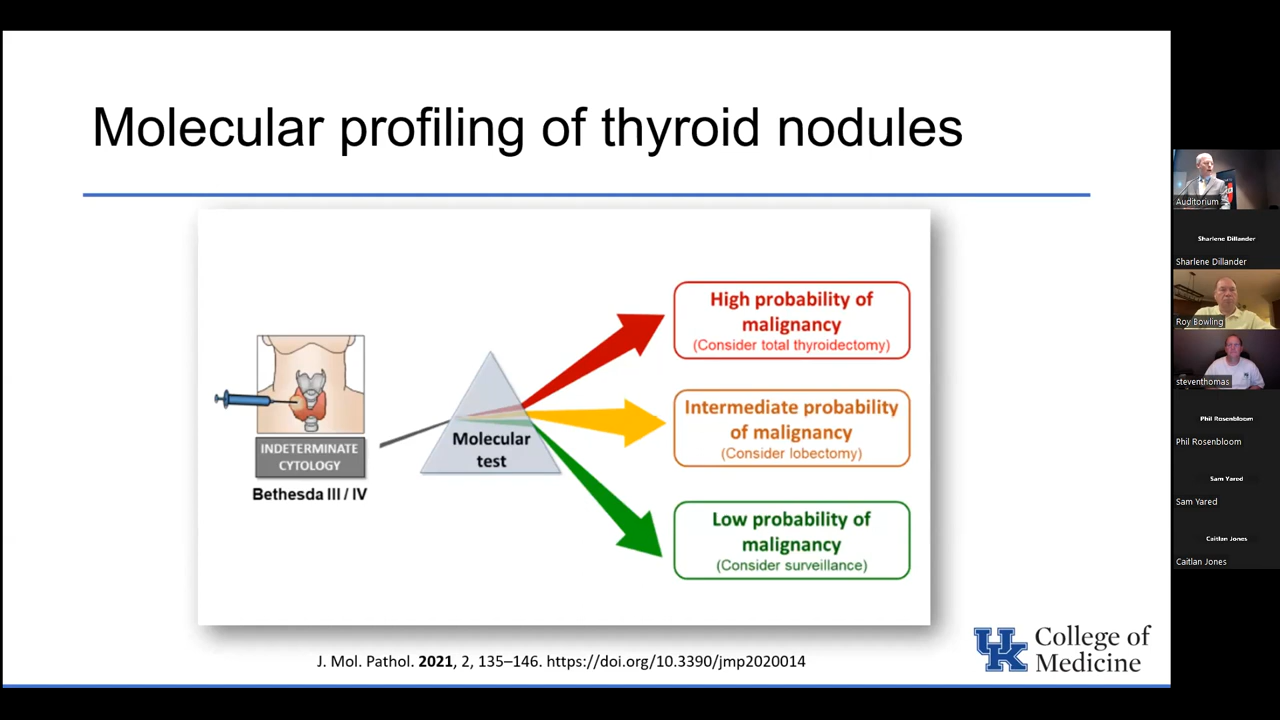 Molecular profiling of thyroid nodules
INDETERMINATE
CYTOLOGY
Bethesda III / IV
Molecular
test
High probability of
malignancy
(Consider total thyroidectomy)
Intermediate probability
of malignancy
(Consider lobectomy)
Low probability of
malignancy
(Consider surveillance)
J. Mol. Pathol. 2021, 2, 135–146. https://doi.org/10.3390/jmp2020014
UK
College of
Medicine
Auditorium
Sharlene Dillander
Sharlene Dillander
Roy Bowling
steventhomas
Phil Rosenbloom
Phil Rosenbloom
Sam Yared
Sam Yared
Caitlan Jones
Caitlan Jones